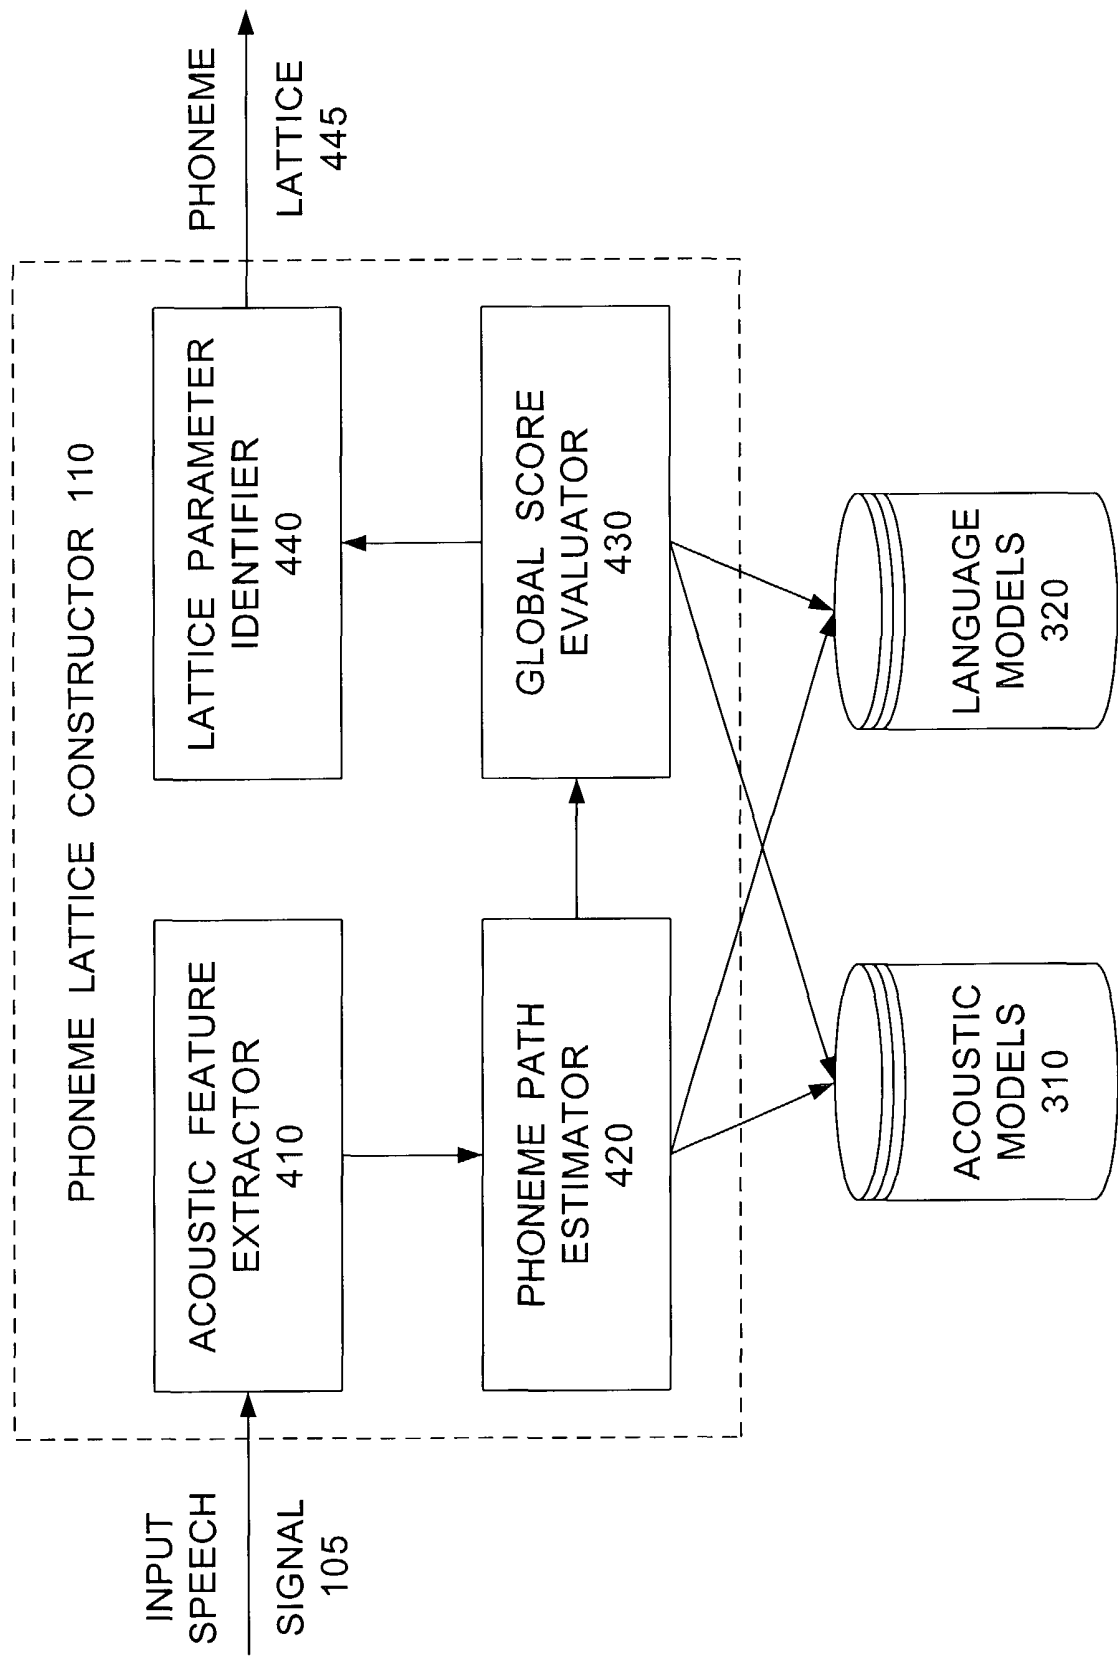 PHONEME LATTICE CONSTRUCTOR 110
INPUT
SPEECH
SIGNAL
105
ACOUSTIC FEATURE
EXTRACTOR
410
LATTICE PARAMETER
IDENTIFIER
440
PHONEME
LATTICE
445
PHONEME PATH
ESTIMATOR
420
GLOBAL SCORE
EVALUATOR
430
ACOUSTIC
MODELS
310
LANGUAGE
MODELS
320